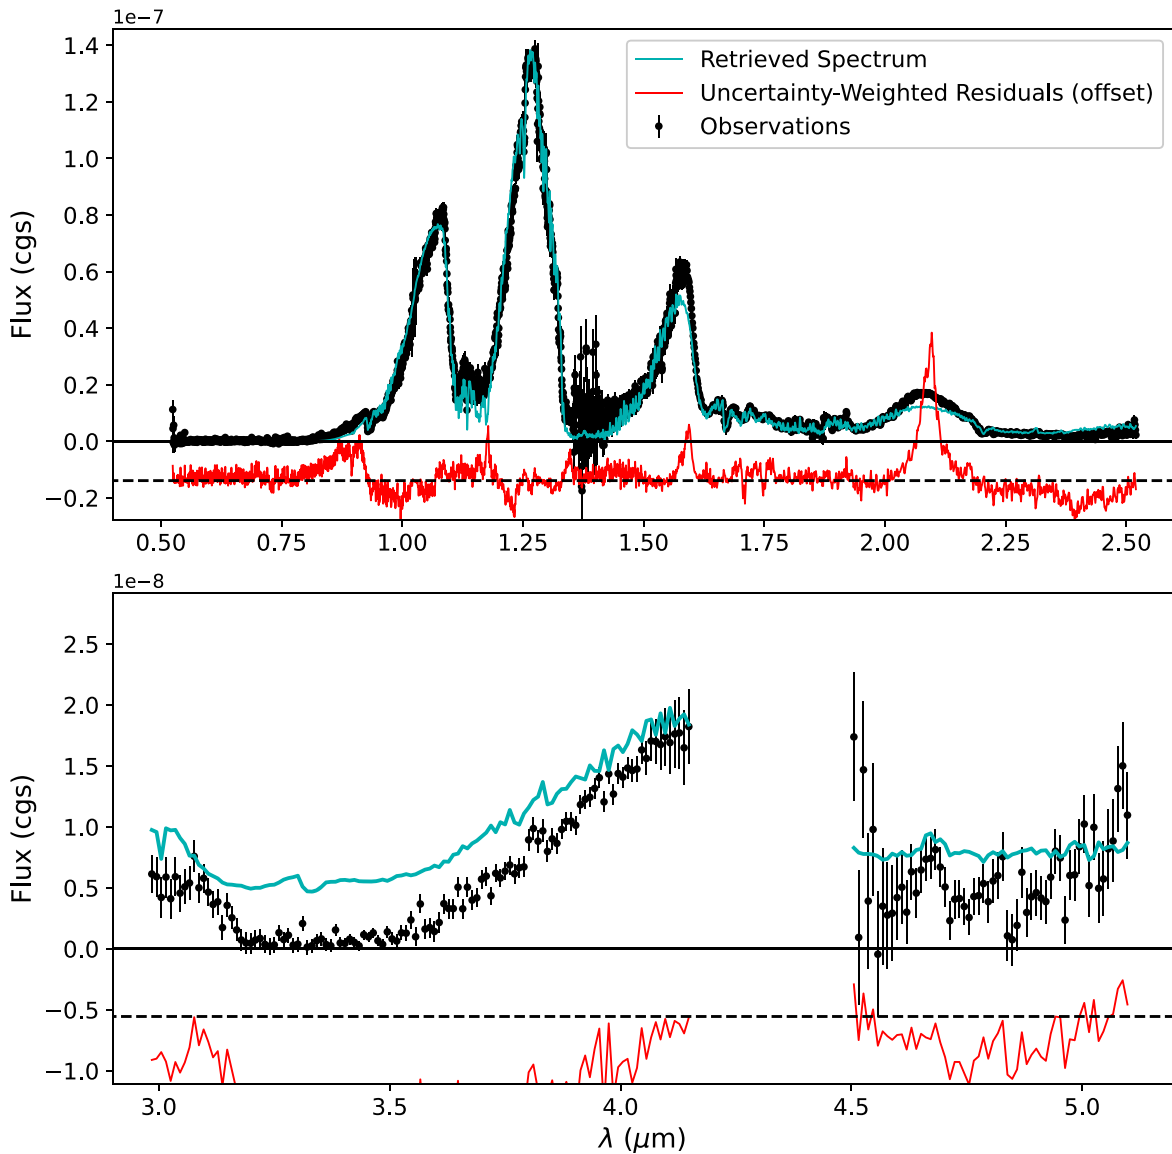 1e−7
1.4
1.2
1.0
0.8
0.6
0.4
0.2
0.0
−0.2
Flux (cgs)
Retrieved Spectrum
Uncertainty-Weighted Residuals (offset)
Observations
0.50 0.75 1.00 1.25 1.50 1.75 2.00 2.25 2.50
1e−8
2.5
2.0
1.5
1.0
0.5
0.0
−0.5
−1.0
Flux (cgs)
3.0 3.5 4.0 4.5 5.0
λ (μm)